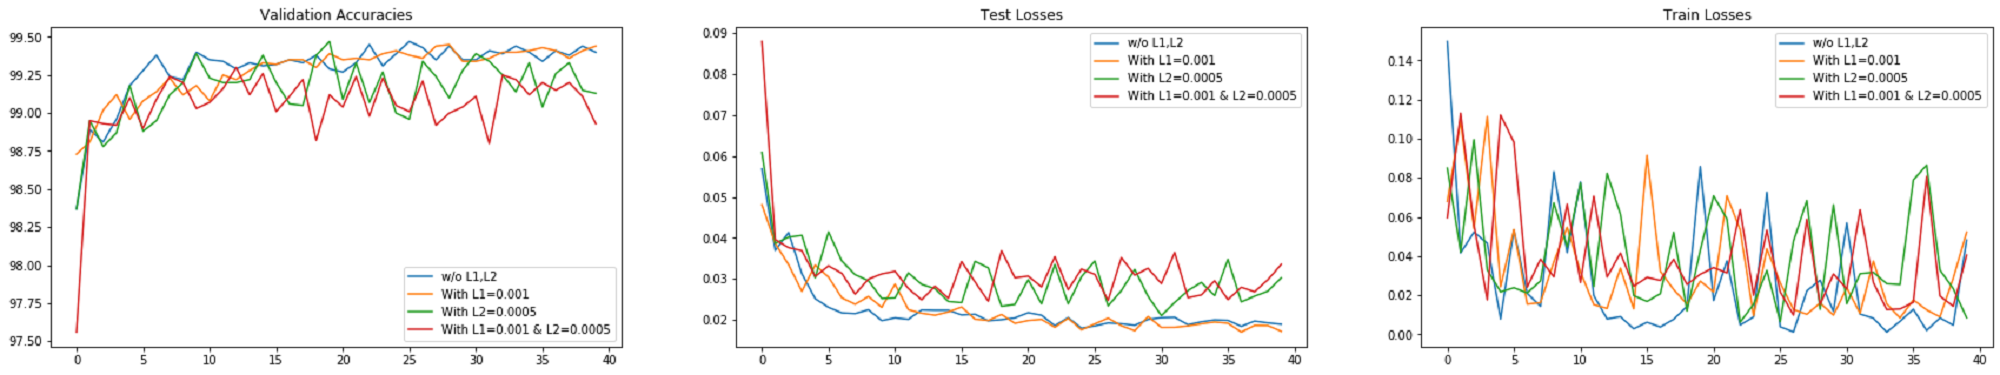 Validation Accuracies
99.50
99.25
99.00
98.75
98.50
98.25
98.00
97.75
97.50
0 5 10 15 20 25 30 35 40
w/o L1,L2
With L1=0.001
With L2=0.0005
With L1=0.001 & L2=0.0005
Test Losses
0.09
0.08
0.07
0.06
0.05
0.04
0.03
0.02
0 5 10 15 20 25 30 35 40
w/o L1,L2
With L1=0.001
With L2=0.0005
With L1=0.001 & L2=0.0005
Train Losses
0.14
0.12
0.10
0.08
0.06
0.04
0.02
0.00
0 5 10 15 20 25 30 35 40
w/o L1,L2
With L1=0.001
With L2=0.0005
With L1=0.001 & L2=0.0005